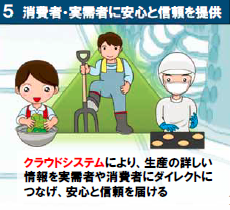 5 消費者・実需者に安心と信頼を提供
クラウドシステムにより、生産の詳しい
情報を実需者や消費者にダイレクトに
つなげ、安心と信頼を届ける